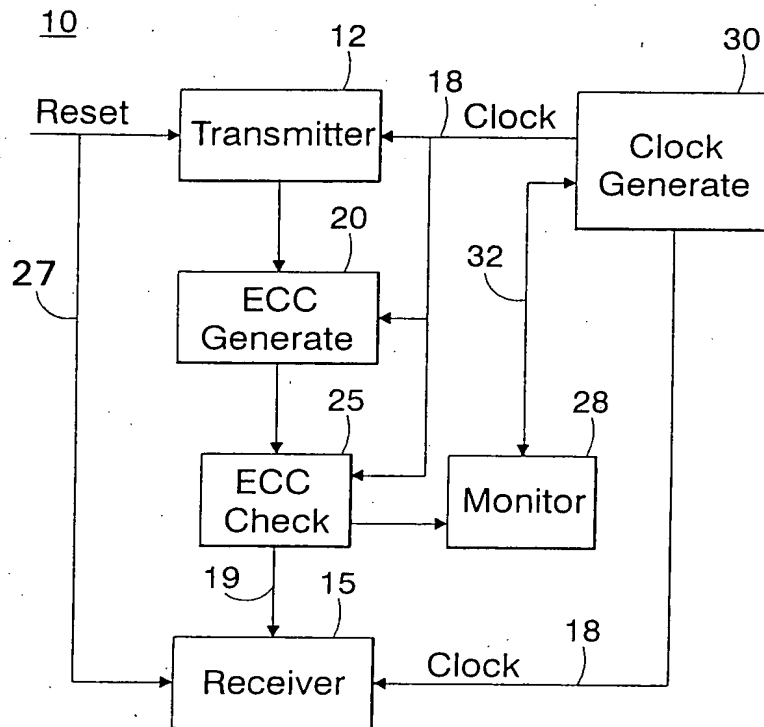 10
12
18
30
Reset
Transmitter
Clock
Clock
Generate
20
27
ECC
Generate
32
25
28
ECC
Check
Monitor
19
15
18
Receiver
Clock